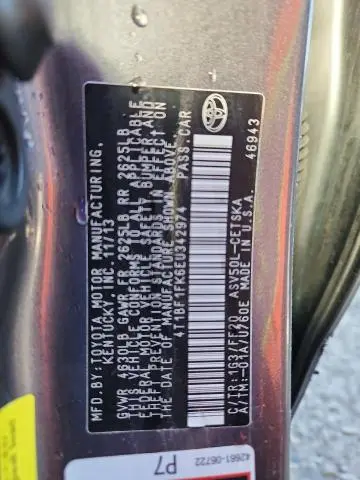 MFD. BY: TOYOTA MOTOR MANUFACTURING,
KENTUCKY, INC. 11/13
GVWR 4630LB GAWR FR 2625LB RR 2625LB
THIS VEHICLE CONFORMS TO ALL APPLICABLE
FEDERAL MOTOR VEHICLE SAFETY, BUMPER, AND
THEFT PREVENTION STANDARDS IN EFFECT ON
THE DATE OF MANUFACTURE SHOWN ABOVE.
4T1BF1FK6EU342974 PASS. CAR
46943
C/TR: 1G3/FF20 ASV50L-CETSKA
A/TM: -01A/U760E MADE IN U.S.A.
42661-06722
P7